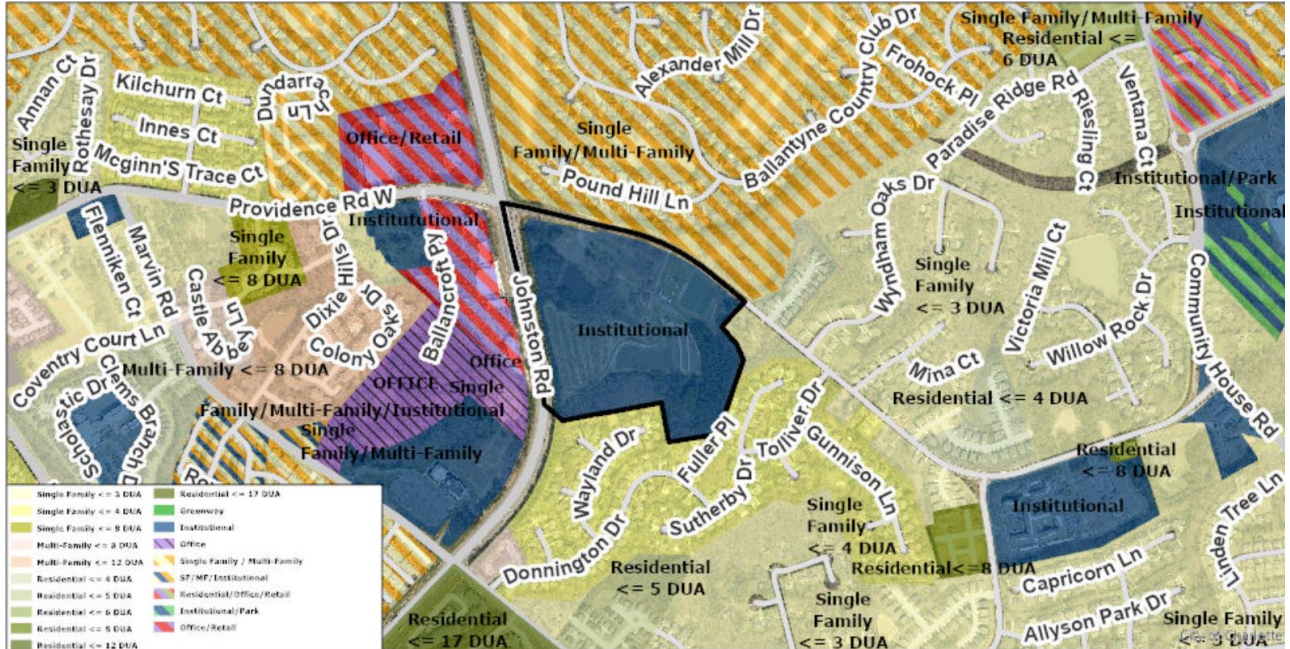 Single Family/Multi-Family
Residential <=
6 DUA
Annan Ct
Rothesay Dr
Kilchurn Ct
Innes Ct
Mcginn'S Trace Ct
Single
Family
<= 3 DUA
Office/Retail
Alexander Mill Dr
Ballantyne Country Club Dr
Frohock Pl
Paradise Ridge Rd
Riesling Ct
Ventana Ct
Single
Family/Multi-Family
Pound Hill Ln
Providence Rd W
Institututional
Institutional/Park
Institutional
Flenniken Ct
Marvin Rd
Single
Family
<= 8 DUA
Castle Abbey Ln
Dixie Hills Dr
Colony Oaks Dr
Ballancroft Py
Johnston Rd
Institutional
Wyndham Oaks Dr
Single
Family
<= 3 DUA
Victoria Mill Ct
Willow Rock Dr
Community House Rd
Mina Ct
Coventry Court Ln
Multi-Family <= 8 DUA
Scholastic Dr
Clems Branch D
Office
OFFICE
Single
Family/Multi-Family/Institutional
Single
Family/Multi-Family
Ro
Residential <= 4 DUA
Residential
<= 8 DUA
Wayland Dr
Fuller Pl
Tolliver Dr
Gunnison Ln
Sutherby Dr
Donnington Dr
Single
Family
<= 4 DUA
Residential<=8 DUA
Institutional
Linden Tree Ln
Capricorn Ln
Allyson Park Dr
Residential
<= 5 DUA
Single
Family
<= 3 DUA
Single Family
<= 3 DUA
City of Charlotte
Residential
<= 17 DUA
Single Family <= 3 DUA
Single Family <= 4 DUA
Single Family <= 8 DUA
Multi-Family <= 8 DUA
Multi-Family <= 12 DUA
Residential <= 4 DUA
Residential <= 5 DUA
Residential <= 6 DUA
Residential <= 8 DUA
Residential <= 12 DUA
Residential <= 17 DUA
Greenway
Institutional
Office
Single Family / Multi-Family
SF/MF/Institutional
Residential/Office/Retail
Institutional/Park
Office/Retail